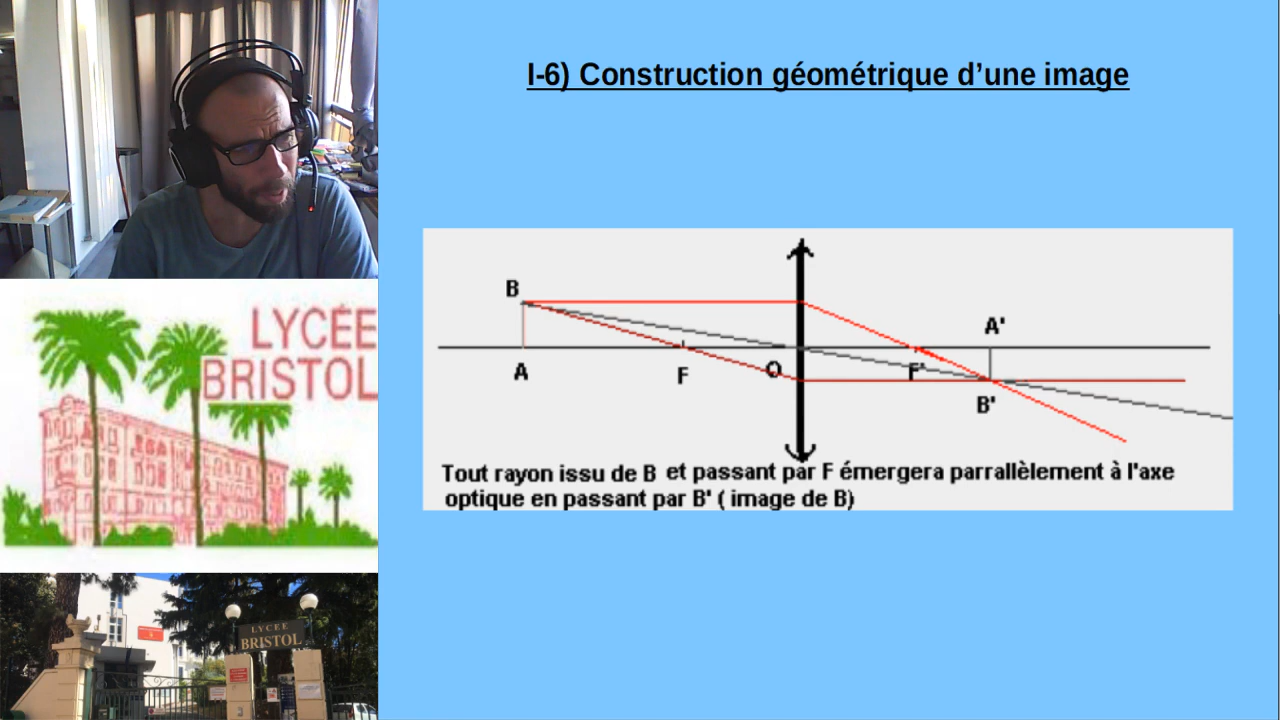 I-6) Construction géométrique d’une image
B
A'
A
F
O
F'
B'
Tout rayon issu de B et passant par F émergera parrallèlement à l'axe
optique en passant par B' ( image de B)
LYCÉE
BRISTOL
LYCEE
BRISTOL